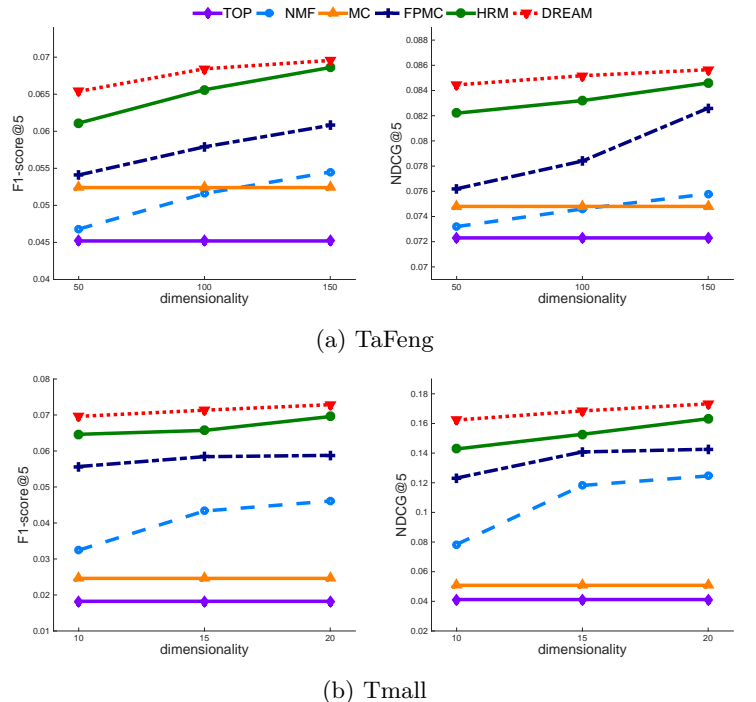 TOP NMF MC FPMC HRM DREAM
F1-score@5
0.07
0.065
0.06
0.055
0.05
0.045
0.04
50 100 150
dimensionality
NDCG@5
0.088
0.086
0.084
0.082
0.08
0.078
0.076
0.074
0.072
0.07
50 100 150
dimensionality
(a) TaFeng
F1-score@5
0.08
0.07
0.06
0.05
0.04
0.03
0.02
0.01
10 15 20
dimensionality
NDCG@5
0.18
0.16
0.14
0.12
0.1
0.08
0.06
0.04
0.02
10 15 20
dimensionality
(b) Tmall